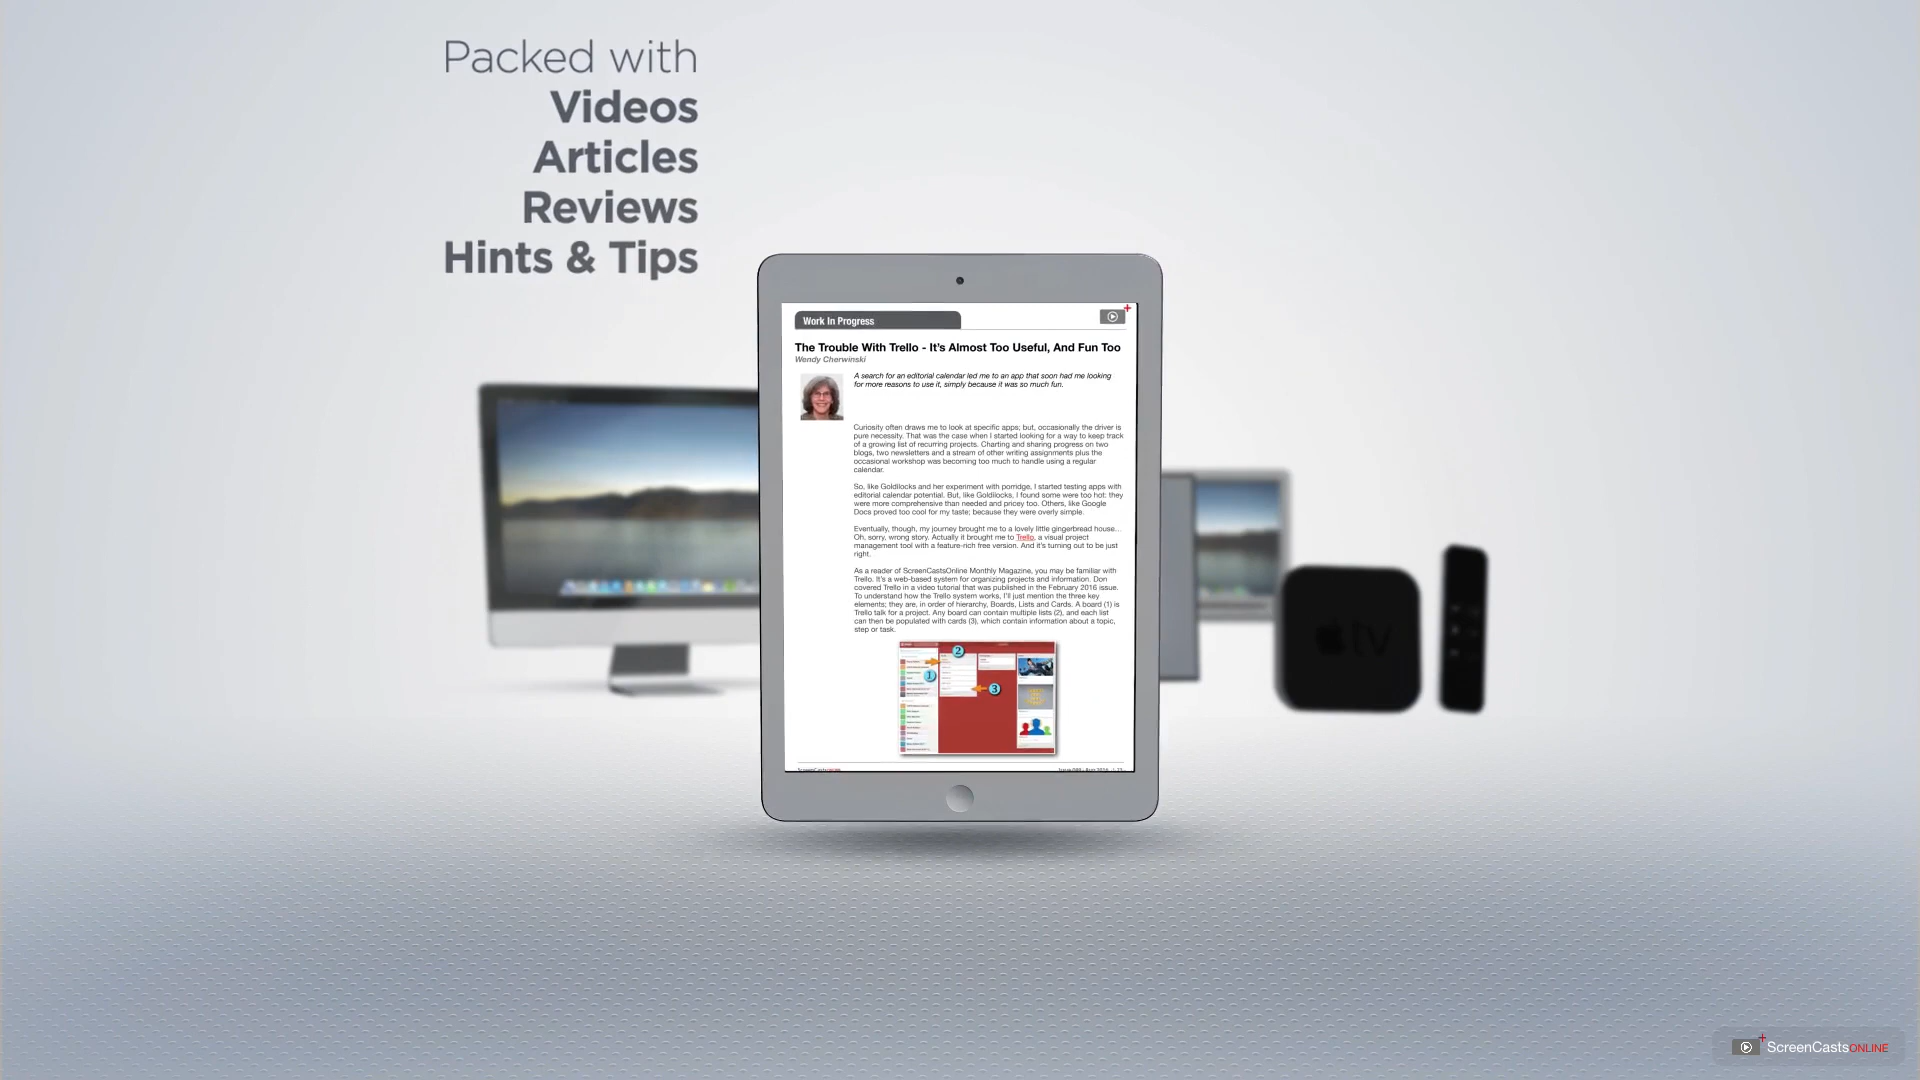 Packed with
Videos
Articles
Reviews
Hints & Tips
Work In Progress
The Trouble With Trello - It's Almost Too Useful, And Fun Too
Wendy Cherwinski
A search for an editorial calendar led me to an app that soon had me looking
for more reasons to use it, simply because it was so much fun.
Curiosity often draws me to look at specific apps; but, occasionally the driver is
pure necessity. That was the case when I started looking for a way to keep track
of a growing list of recurring projects. Charting and sharing progress on two
blogs, two newsletters and a stream of other writing assignments plus the
occasional workshop was becoming too much to handle using a regular
calendar.
So, like Goldilocks and her experiment with porridge, I started testing apps with
editorial calendar potential. But, like Goldilocks, I found some were too hot: they
were more comprehensive than needed and pricey too. Others, like Google
Docs proved too cool for my taste; because they were overly simple.
Eventually, though, my journey brought me to a lovely little gingerbread house...
Oh, sorry, wrong story. Actually it brought me to Trello, a visual project
management tool with a feature-rich free version. And it's turning out to be just
right.
As a reader of ScreenCastsOnline Monthly Magazine, you may be familiar with
Trello. It's a web-based system for organizing projects and information. Don
covered Trello in a video tutorial that was published in the February 2016 issue.
To understand how the Trello system works, I'll just mention the three key
elements; they are, in order of hierarchy, Boards, Lists and Cards. A board (1) is
Trello talk for a project. Any board can contain multiple lists (2), and each list
can then be populated with cards (3), which contain information about a topic,
step or task.
2
1
3
tv
ScreenCastsONLINE